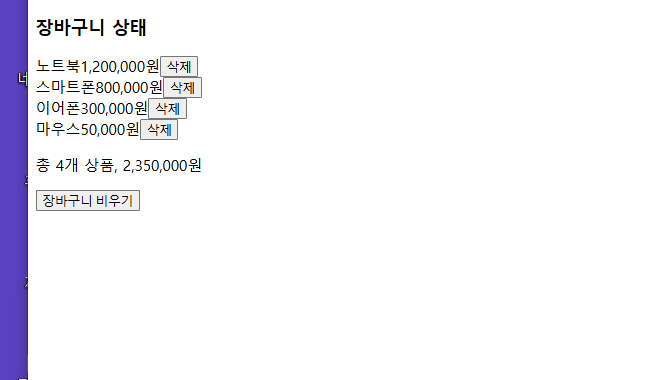 장바구니 상태
노트북1,200,000원삭제
스마트폰800,000원삭제
이어폰300,000원삭제
마우스50,000원삭제
총 4개 상품, 2,350,000원
장바구니 비우기